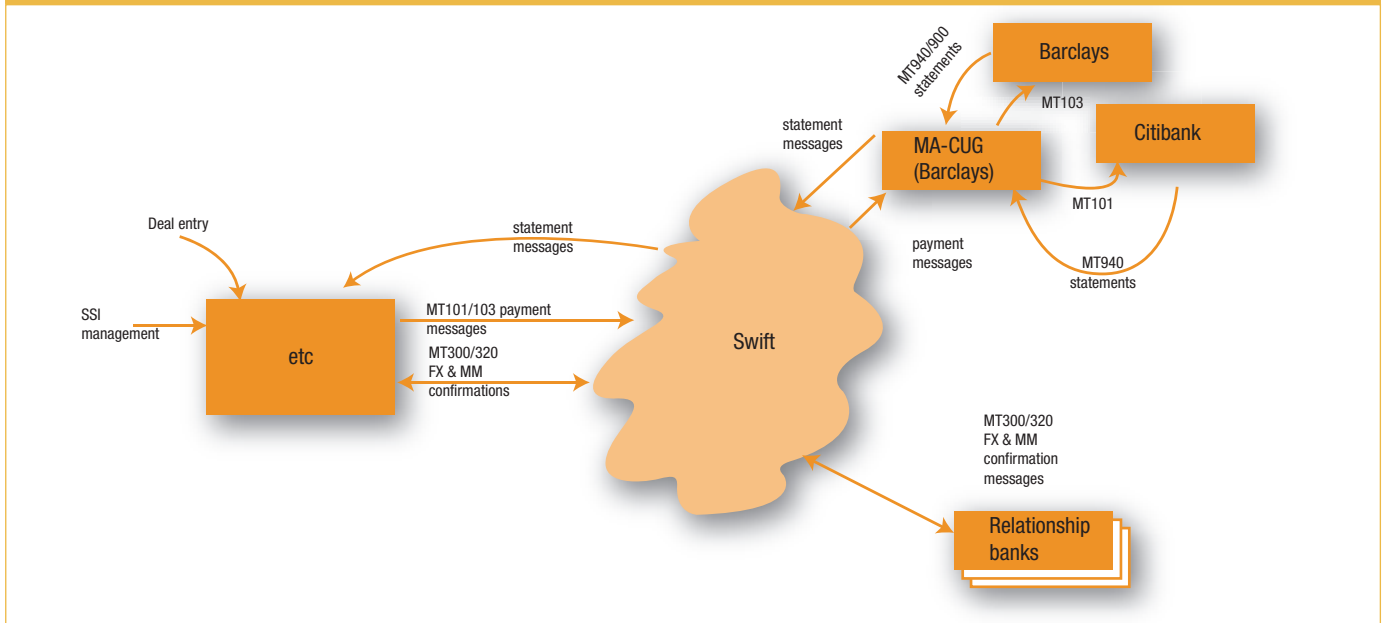 MT940/900
statements
Barclays
MT103
Citibank
statement
messages
MA-CUG
(Barclays)
MT101
Deal entry
statement
messages
payment
messages
MT940
statements
SSI
management
MT101/103 payment
messages
etc
Swift
MT300/320
FX & MM
confirmations
MT300/320
FX & MM
confirmation
messages
Relationship
banks